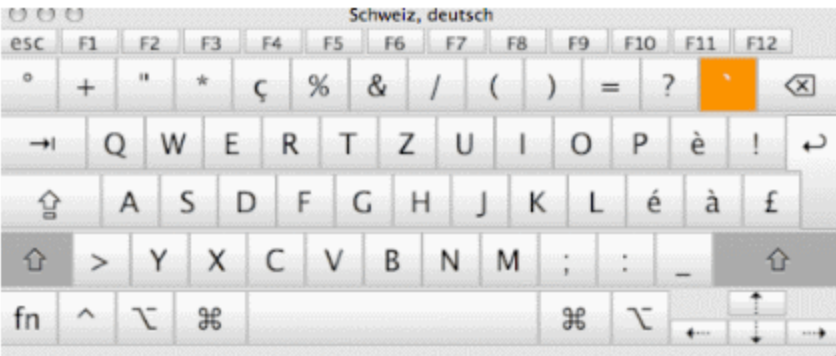 Schweiz, deutsch
esc F1 F2 F3 F4 F5 F6 F7 F8 F9 F10 F11 F12
° + " * ç % & / ( ) = ? `
Q W E R T Z U I O P è !
A S D F G H J K L é à £
> Y X C V B N M ; : _
fn ^ ⌥ ⌘ ⌘ ⌥